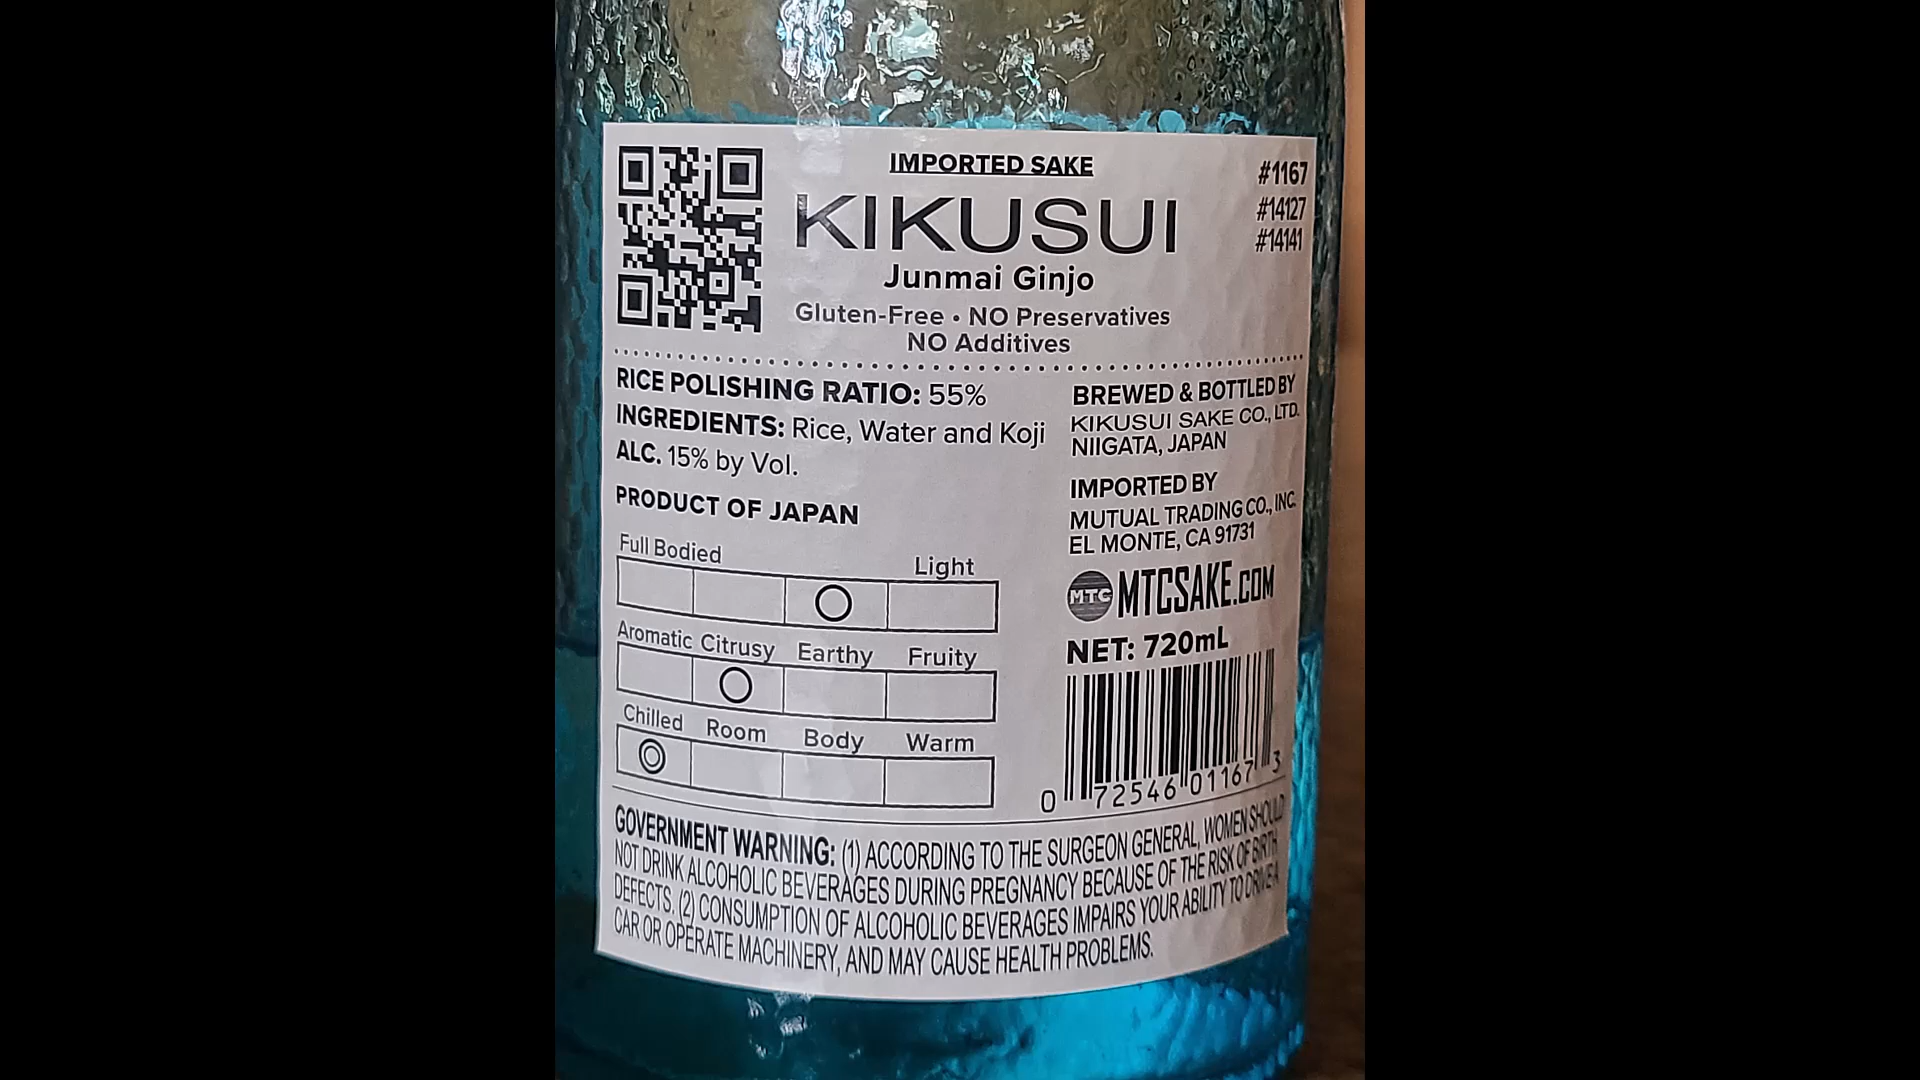 IMPORTED SAKE
#1167
KIKUSUI
#14127
#14141
Junmai Ginjo
Gluten-Free • NO Preservatives
NO Additives
RICE POLISHING RATIO: 55%
INGREDIENTS: Rice, Water and Koji
ALC. 15% by Vol.
PRODUCT OF JAPAN
BREWED & BOTTLED BY
KIKUSUI SAKE CO., LTD.
NIIGATA, JAPAN
IMPORTED BY
MUTUAL TRADING CO., INC.
EL MONTE, CA 91731
MTC MTCSAKE.COM
NET: 720mL
Full Bodied Light
Aromatic Citrusy Earthy Fruity
Chilled Room Body Warm
0 72546 01167 3
GOVERNMENT WARNING: (1) ACCORDING TO THE SURGEON GENERAL, WOMEN SHOULD
NOT DRINK ALCOHOLIC BEVERAGES DURING PREGNANCY BECAUSE OF THE RISK OF BIRTH
DEFECTS. (2) CONSUMPTION OF ALCOHOLIC BEVERAGES IMPAIRS YOUR ABILITY TO DRIVE A
CAR OR OPERATE MACHINERY, AND MAY CAUSE HEALTH PROBLEMS.